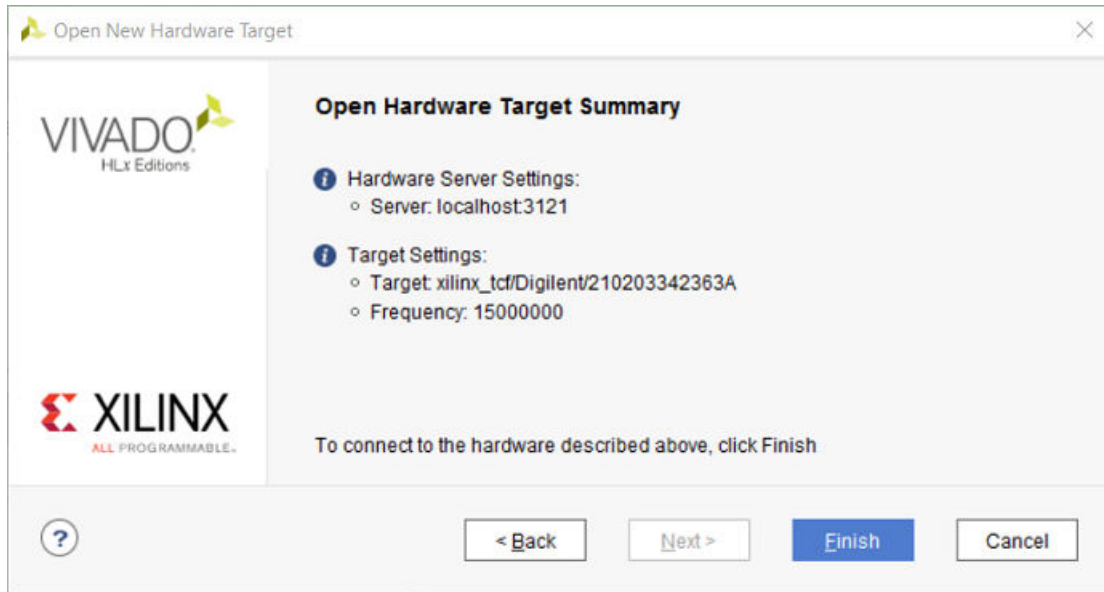 Open New Hardware Target
VIVADO.
HLx Editions
Open Hardware Target Summary
i Hardware Server Settings:
Server: localhost:3121
i Target Settings:
Target: xilinx_tcf/Digilent/210203342363A
Frequency: 15000000
XILINX
ALL PROGRAMMABLE.
To connect to the hardware described above, click Finish
?
< Back
Next >
Finish
Cancel